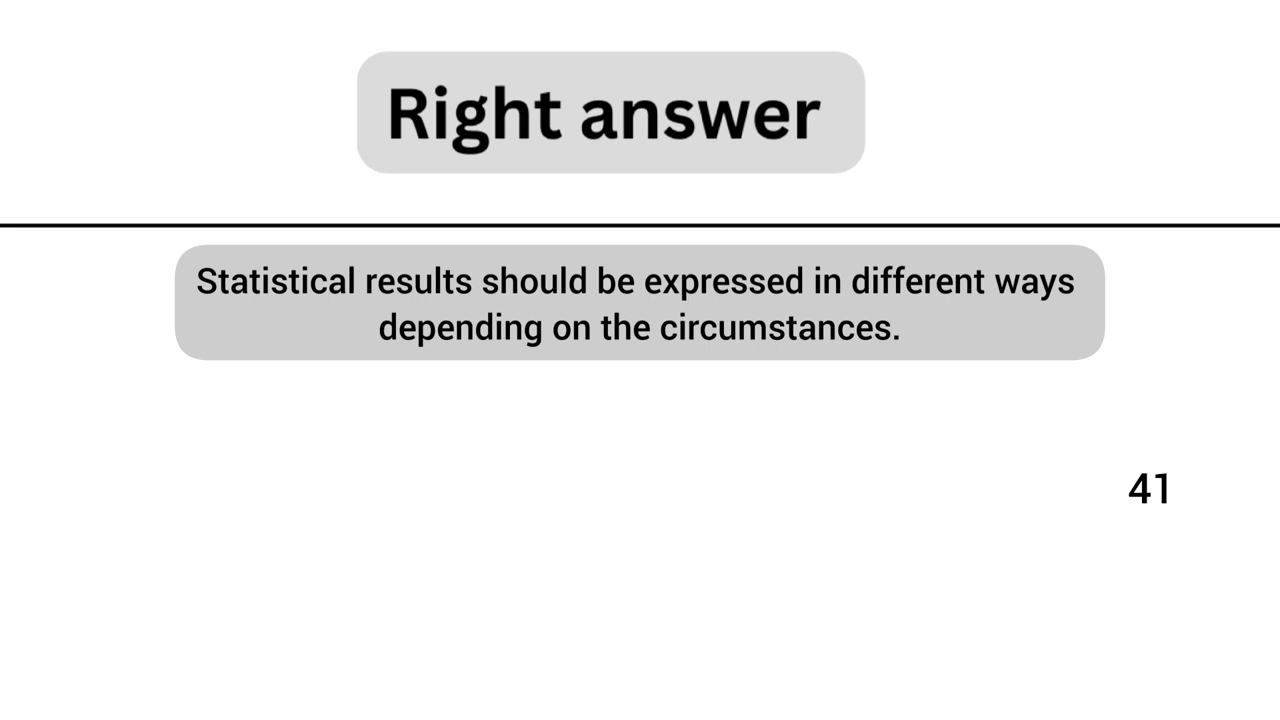 Right answer
Statistical results should be expressed in different ways
depending on the circumstances.
41